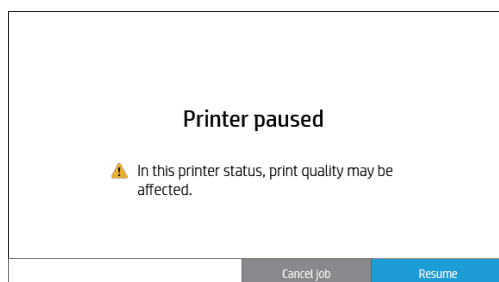 Printer paused
In this printer status, print quality may be
affected.
Cancel job
Resume